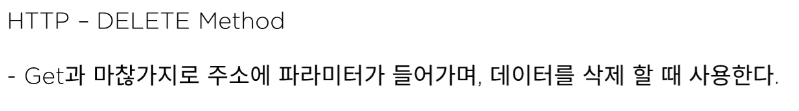 HTTP – DELETE Method
- Get과 마찮가지로 주소에 파라미터가 들어가며, 데이터를 삭제 할 때 사용한다.